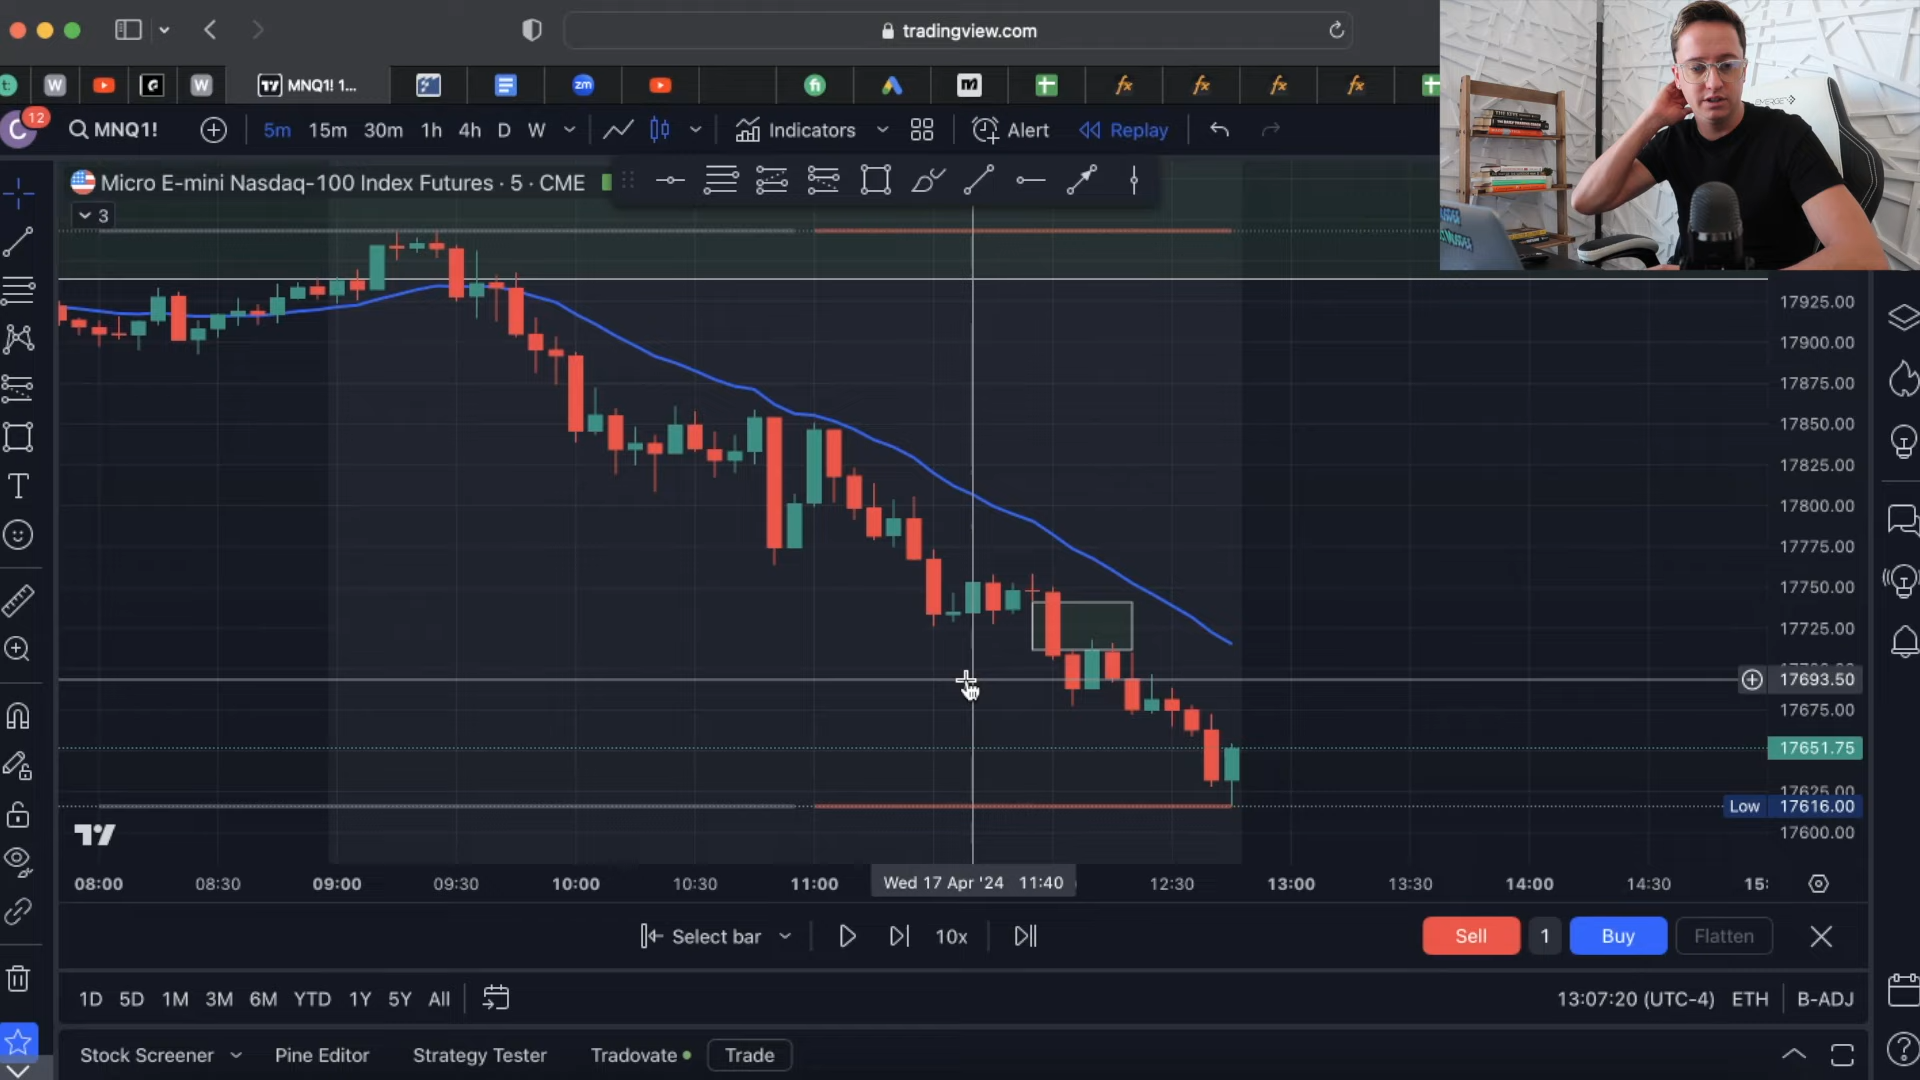 tradingview.com
MNQ1! 1...
12
MNQ1!
5m 15m 30m 1h 4h D W
Indicators
Alert
Replay
Micro E-mini Nasdaq-100 Index Futures · 5 · CME
3
17925.00
17900.00
17875.00
17850.00
17825.00
17800.00
17775.00
17750.00
17725.00
17693.50
17675.00
17651.75
17625.00
Low 17616.00
17600.00
08:00 08:30 09:00 09:30 10:00 10:30 11:00 Wed 17 Apr '24 11:40 12:30 13:00 13:30 14:00 14:30 15:
Select bar
10x
Sell 1 Buy Flatten
1D 5D 1M 3M 6M YTD 1Y 5Y All
13:07:20 (UTC-4) ETH B-ADJ
Stock Screener Pine Editor Strategy Tester Tradovate Trade